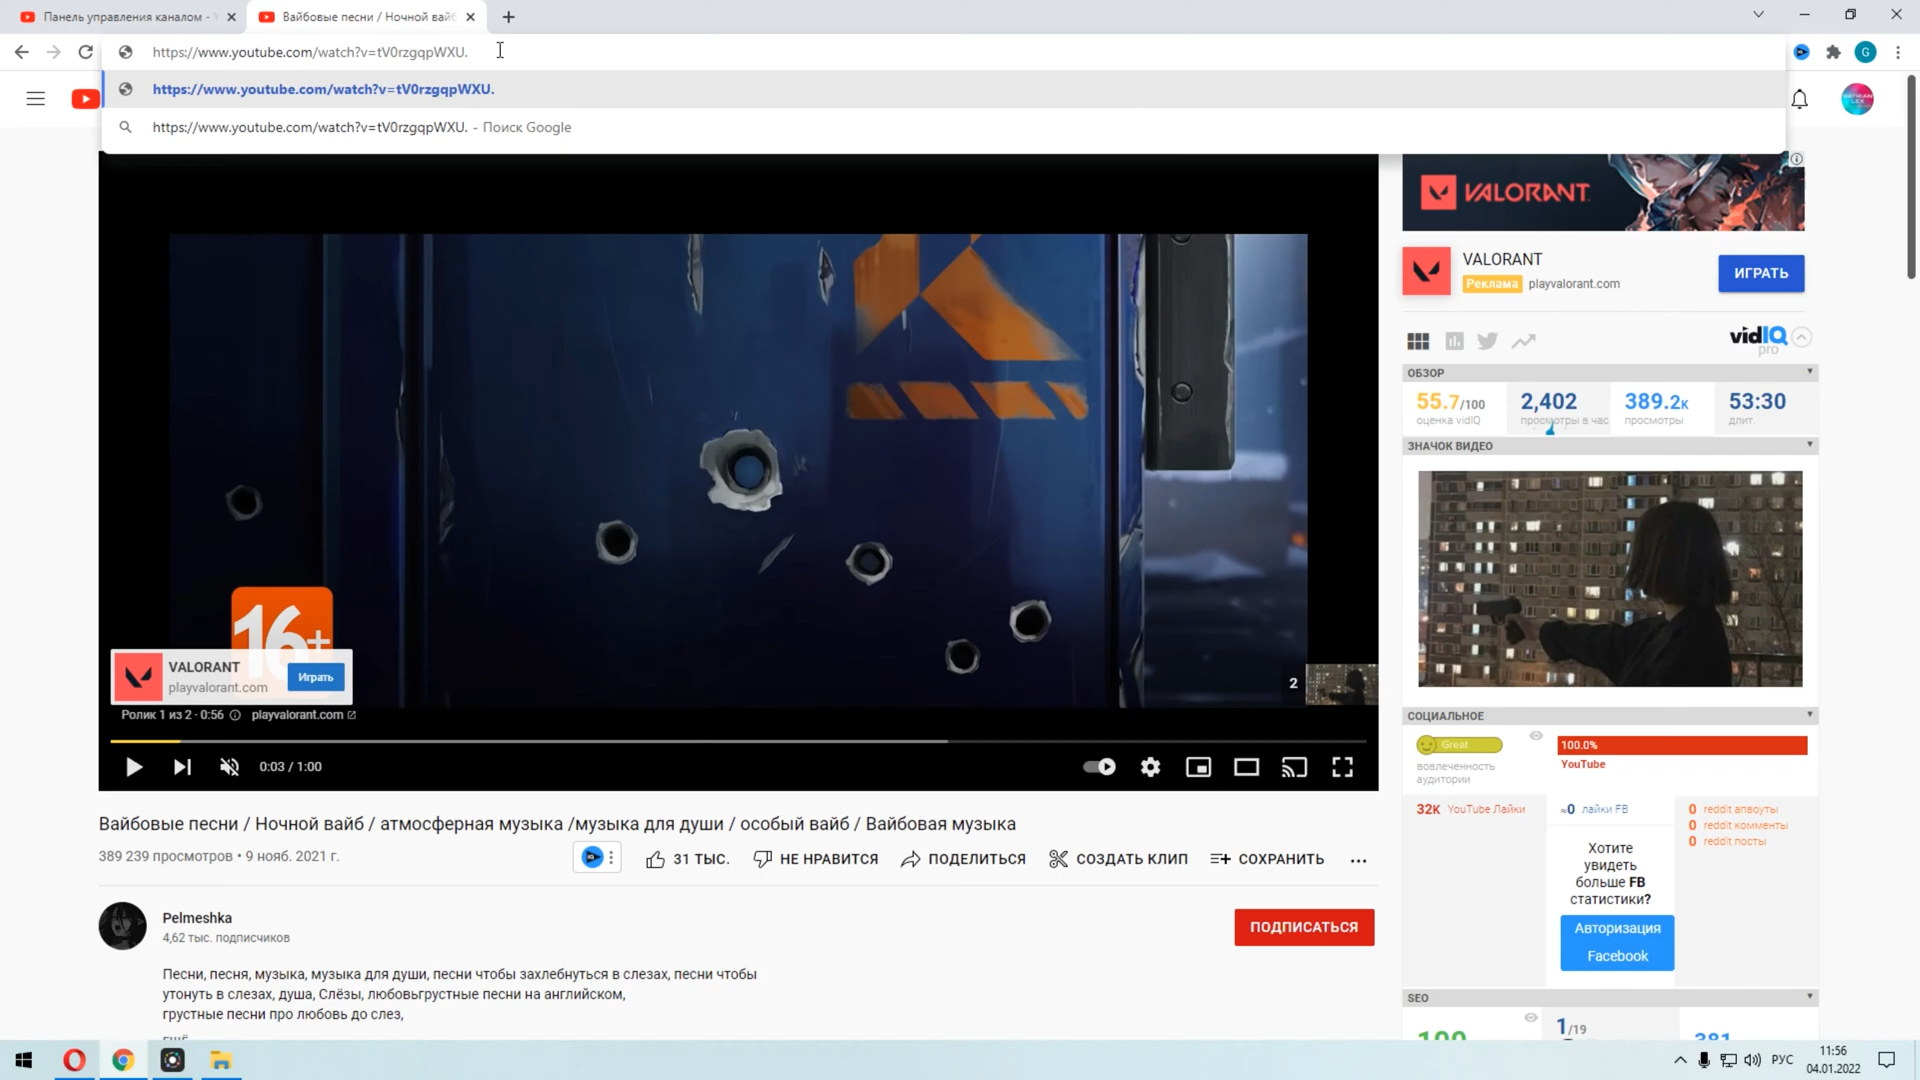 Панель управления каналом -
Вайбовые песни / Ночной вайб
https://www.youtube.com/watch?v=tV0rzgqpWXU.
https://www.youtube.com/watch?v=tV0rzgqpWXU.
https://www.youtube.com/watch?v=tV0rzgqpWXU. - Поиск Google
G
VALORANT
VALORANT
Реклама playvalorant.com
ИГРАТЬ
vidIQ
pro
ОБЗОР
55.7/100
оценка vidIQ
2,402
просмотры в час
389.2к
просмотры
53:30
длит.
ЗНАЧОК ВИДЕО
16+
VALORANT
playvalorant.com
Играть
2
Ролик 1 из 2 · 0:56 playvalorant.com
0:03 / 1:00
СОЦИАЛЬНОЕ
Great
вовлеченность
аудитории
100.0%
YouTube
32K YouTube Лайки
≈0 лайки FB
0 reddit апвоуты
0 reddit комменты
0 reddit посты
Хотите
увидеть
больше FB
статистики?
Авторизация
Facebook
Вайбовые песни / Ночной вайб / атмосферная музыка /музыка для души / особый вайб / Вайбовая музыка
389 239 просмотров • 9 нояб. 2021 г.
31 ТЫС.
НЕ НРАВИТСЯ
ПОДЕЛИТЬСЯ
СОЗДАТЬ КЛИП
СОХРАНИТЬ
Pelmeshka
4,62 тыс. подписчиков
ПОДПИСАТЬСЯ
Песни, песня, музыка, музыка для души, песни чтобы захлебнуться в слезах, песни чтобы
утонуть в слезах, душа, Слёзы, любовьгрустные песни на английском,
грустные песни про любовь до слез,
SEO
1/19
РУС
11:56
04.01.2022